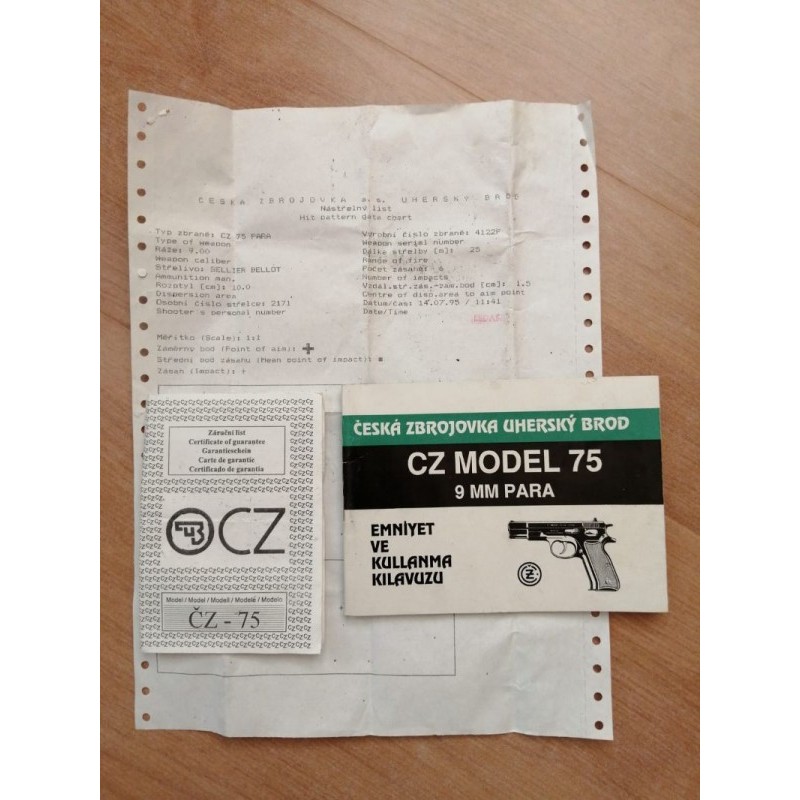 ČESKÁ ZBROJOVKA a.s. UHERSKÝ BROD
Nástřelný list
Hit pattern data chart
Typ zbraně: CZ 75 PARA
Type of weapon
Ráže: 9.00
Weapon caliber
Střelivo: SELLIER BELLOT
Ammunition man.
Rozptyl [cm]: 10.0
Dispersion area
Osobní číslo střelce: 2171
Shooter s personal number
Výrobní číslo zbraně: 4122P
Weapon serial number
Délka střelby [m]: 25
Range of fire
Počet zásahů: 6
Number of impacts
Vzdál.str.zás.-zám.bod [cm]: 1.5
Centre of disp.area to aim point
Datum/čas: 14.07.95 / 11:41
Date/Time
Měřítko (Scale): 1:1
Záměrný bod (Point of aim): +
Střední bod zásahu (Mean point of impact): ■
Zásah (Impact): +
Záruční list
Certificate of guarantee
Garantieschein
Carte de garantie
Certificado de garantia
CZ
Model / Model / Modell / Modelé / Modelo
ČZ - 75
ČESKÁ ZBROJOVKA UHERSKÝ BROD
CZ MODEL 75
9 MM PARA
EMNİYET
VE
KULLANMA
KILAVUZU